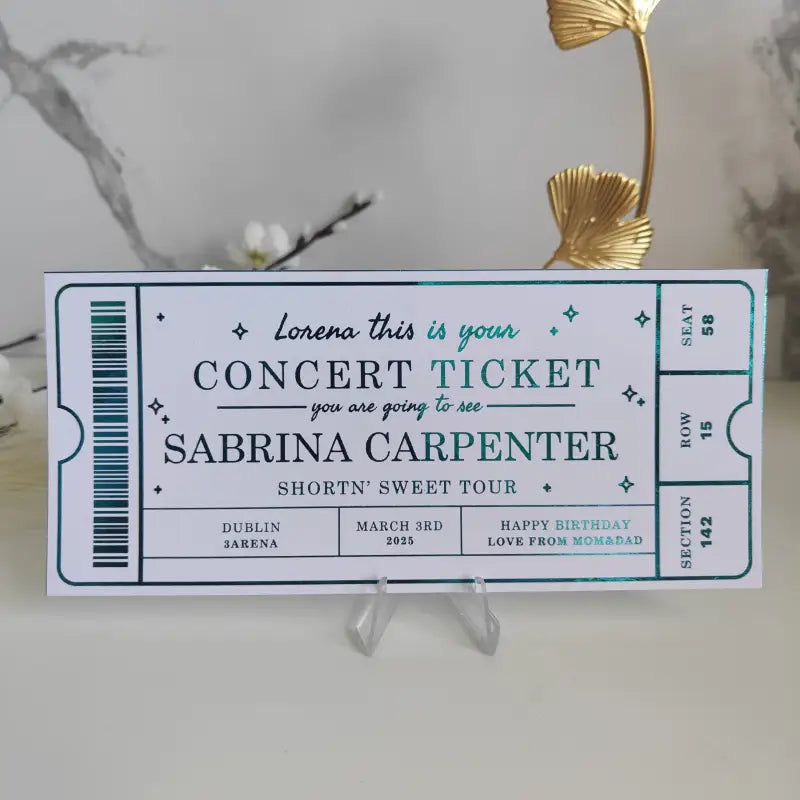 Lorena this is your
CONCERT TICKET
you are going to see
SABRINA CARPENTER
SHORTN' SWEET TOUR
DUBLIN
3ARENA
MARCH 3RD
2025
HAPPY BIRTHDAY
LOVE FROM MOM&DAD
SEAT
58
ROW
15
SECTION
142